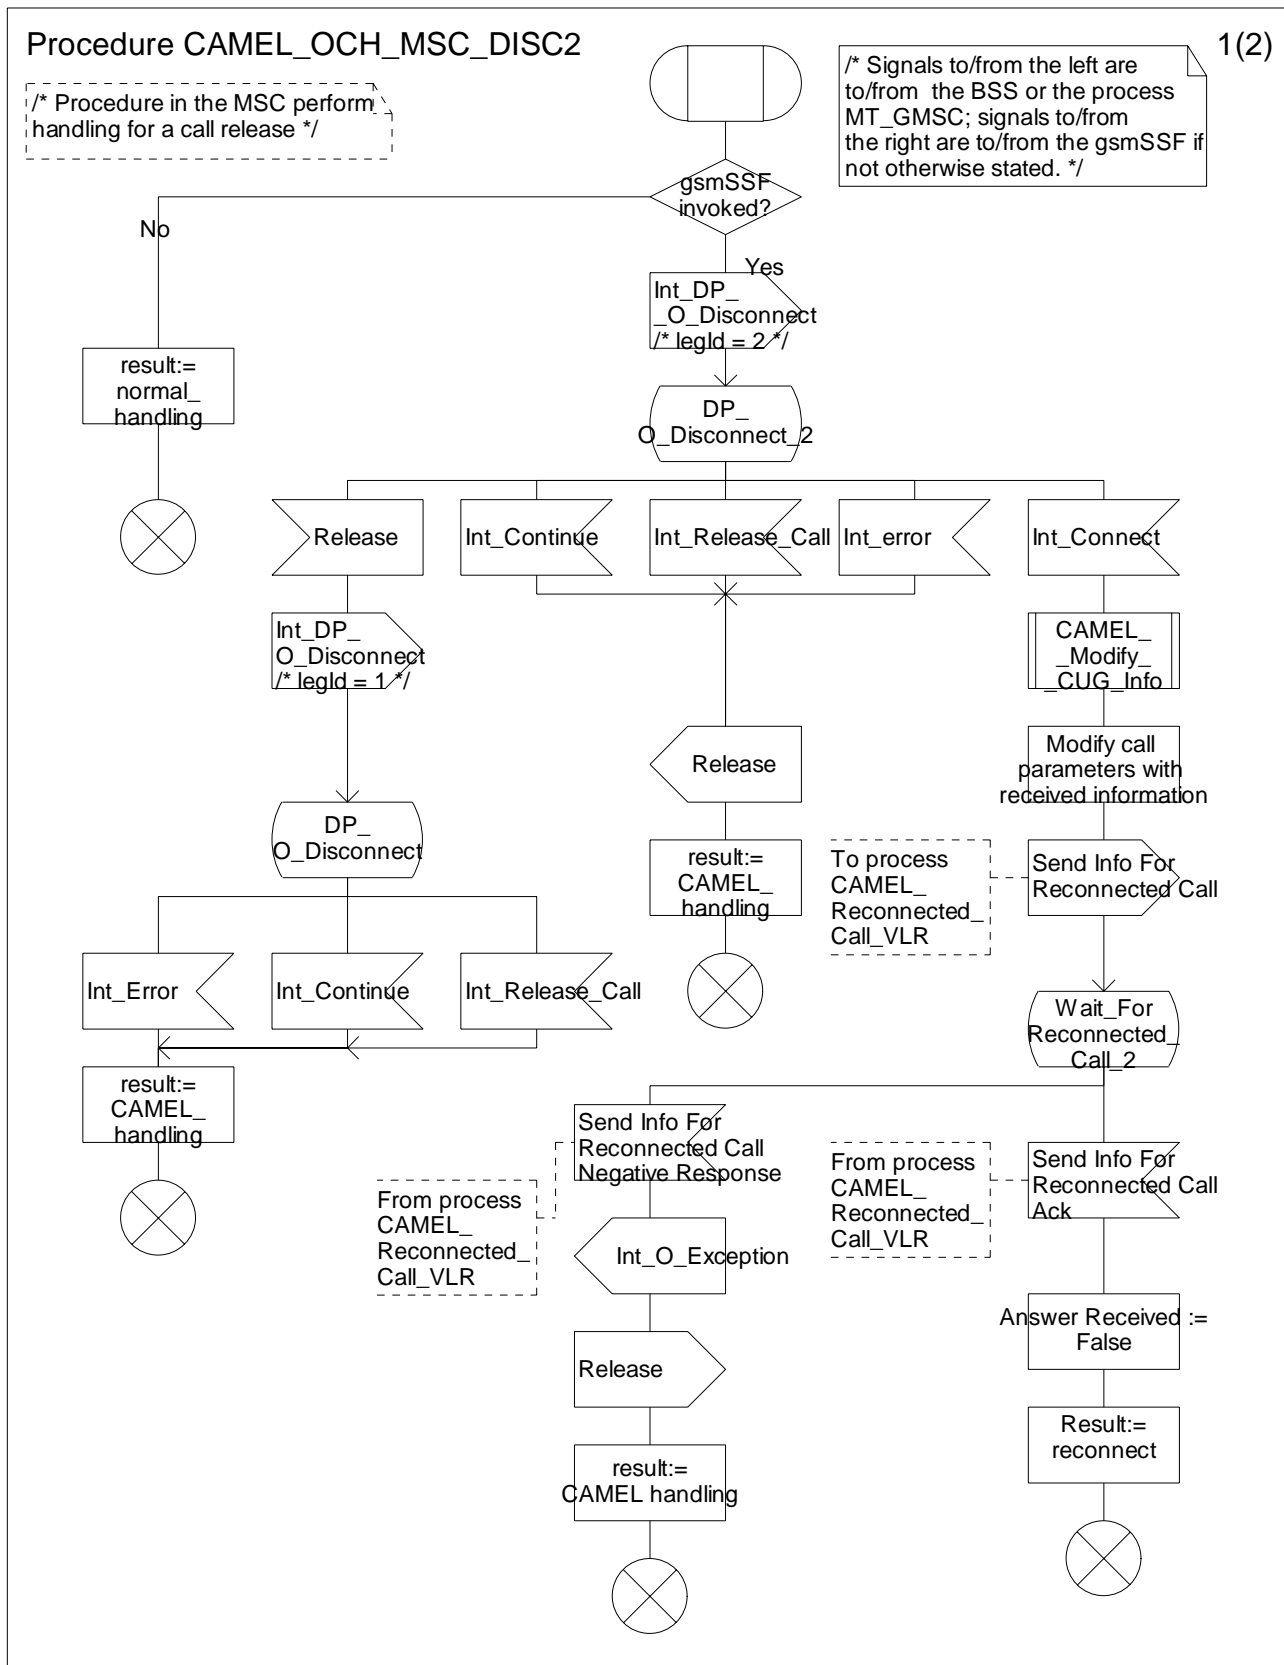 Procedure CAMEL_OCH_MSC_DISC2
1(2)
/* Procedure in the MSC perform
handling for a call release */
/* Signals to/from the left are
to/from the BSS or the process
MT_GMSC; signals to/from
the right are to/from the gsmSSF if
not otherwise stated. */
gsmSSF
invoked?
No
Yes
Int_DP_
_O_Disconnect
/* legId = 2 */
result:=
normal_
handling
DP_
O_Disconnect_2
Release
Int_Continue
Int_Release_Call
Int_error
Int_Connect
Int_DP_
O_Disconnect
/* legId = 1 */
CAMEL_
_Modify_
_CUG_Info
Release
Modify call
parameters with
received information
DP_
O_Disconnect
result:=
CAMEL_
handling
To process
CAMEL_
Reconnected_
Call_VLR
Send Info For
Reconnected Call
Int_Error
Int_Continue
Int_Release_Call
Wait_For
Reconnected_
Call_2
result:=
CAMEL_
handling
Send Info For
Reconnected Call
Negative Response
From process
CAMEL_
Reconnected_
Call_VLR
From process
CAMEL_
Reconnected_
Call_VLR
Send Info For
Reconnected Call
Ack
Int_O_Exception
Answer Received :=
False
Release
Result:=
reconnect
result:=
CAMEL handling